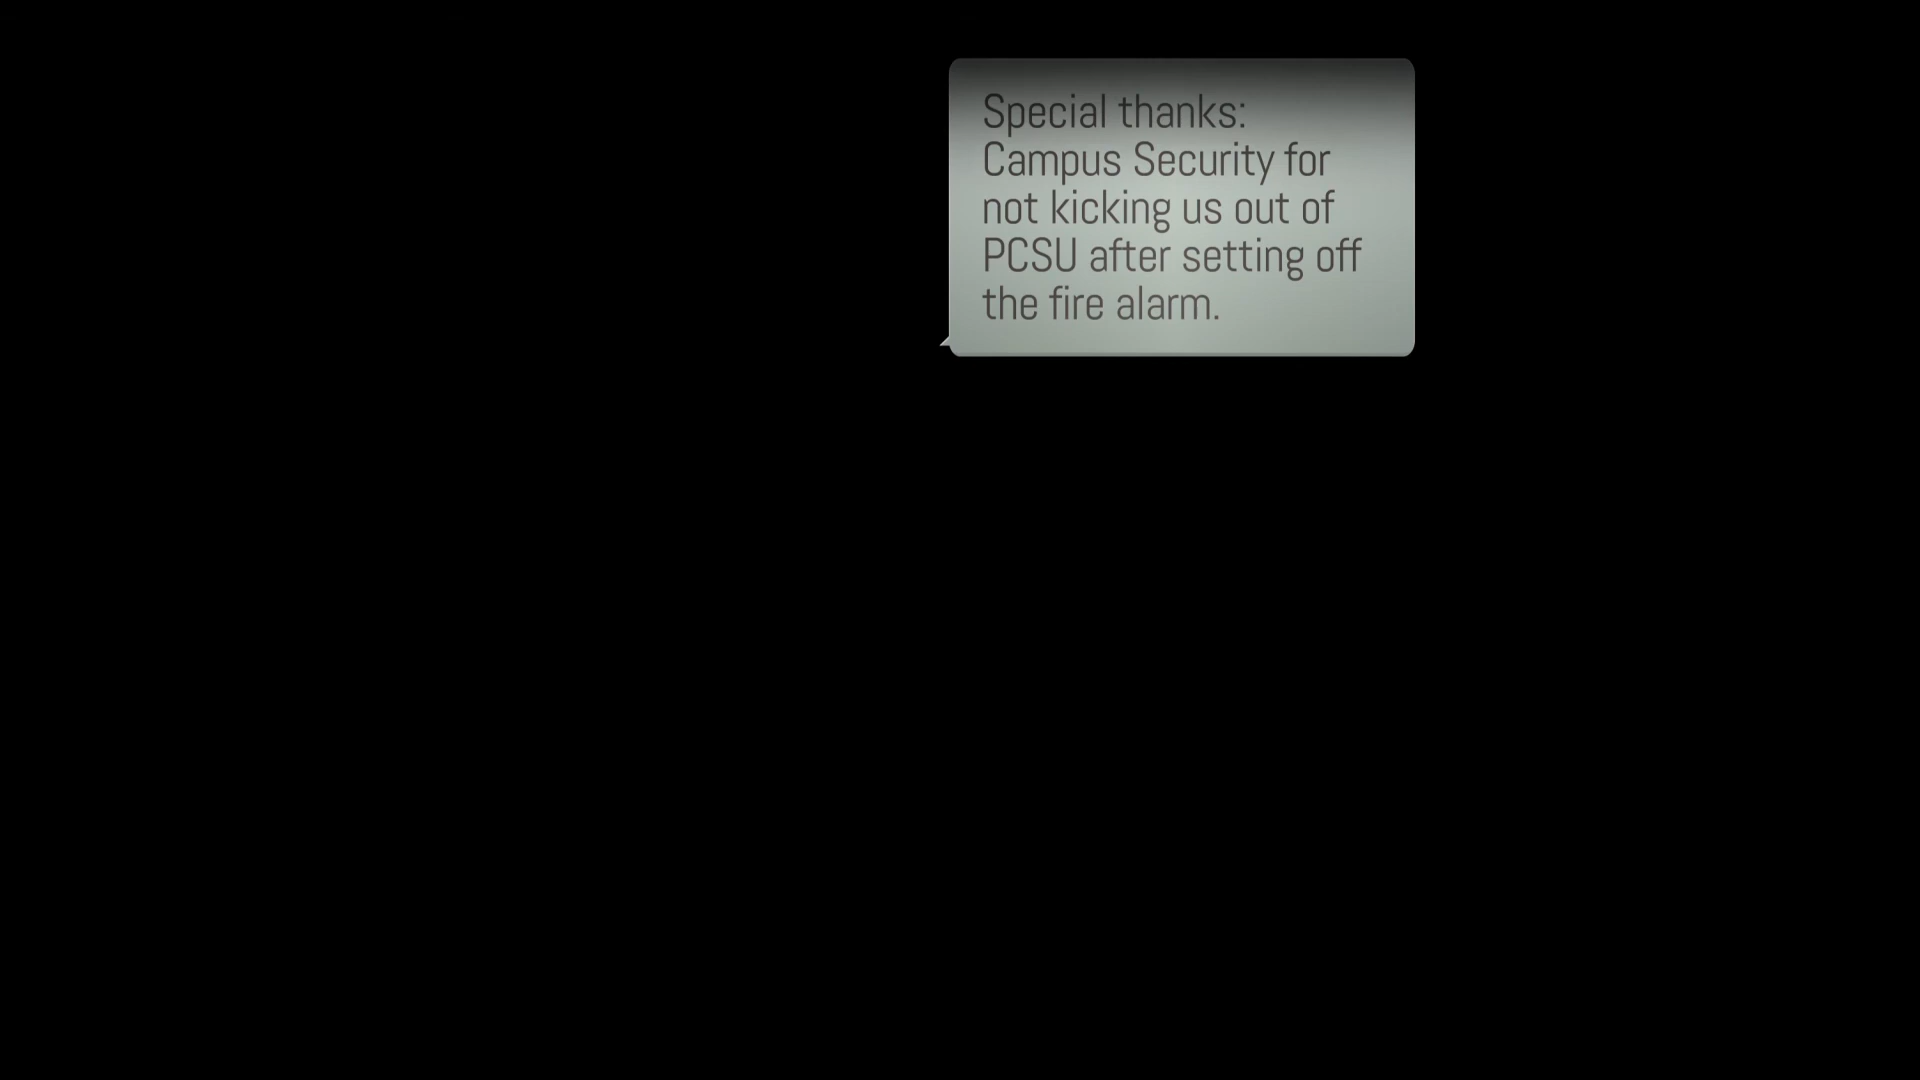 Special thanks:
Campus Security for
not kicking us out of
PCSU after setting off
the fire alarm.